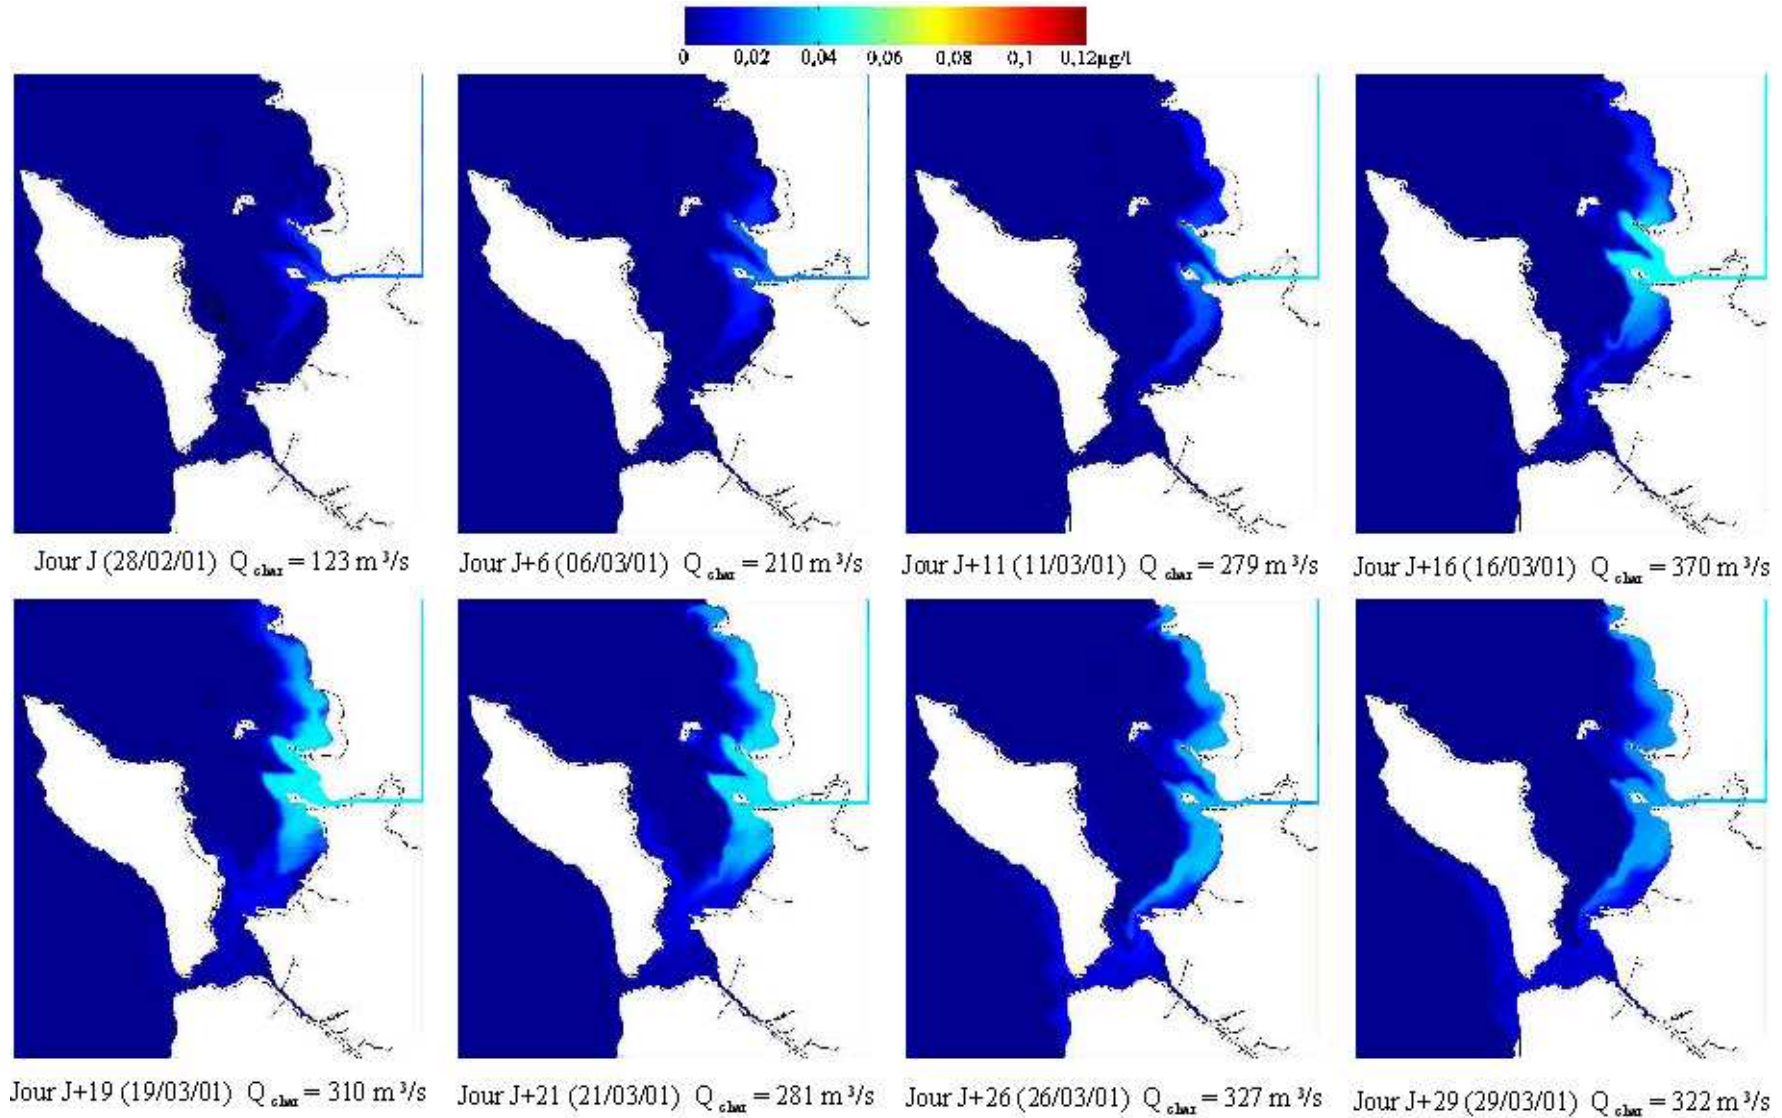 0 0,02 0,04 0,06 0,08 0,1 0,12µg/l
Jour J (28/02/01) Q char = 123 m³/s
Jour J+6 (06/03/01) Q char = 210 m³/s
Jour J+11 (11/03/01) Q char = 279 m³/s
Jour J+16 (16/03/01) Q char = 370 m³/s
Jour J+19 (19/03/01) Q char = 310 m³/s
Jour J+21 (21/03/01) Q char = 281 m³/s
Jour J+26 (26/03/01) Q char = 327 m³/s
Jour J+29 (29/03/01) Q char = 322 m³/s